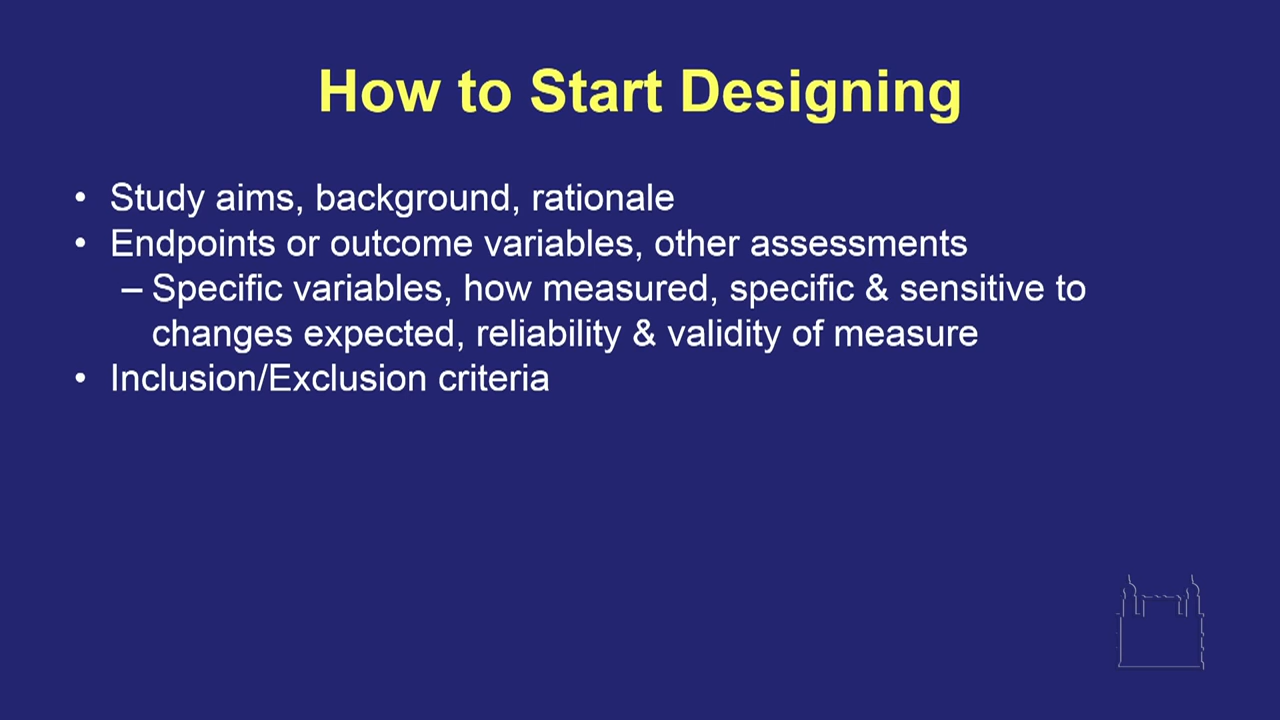 How to Start Designing
• Study aims, background, rationale
• Endpoints or outcome variables, other assessments
– Specific variables, how measured, specific & sensitive to
changes expected, reliability & validity of measure
• Inclusion/Exclusion criteria